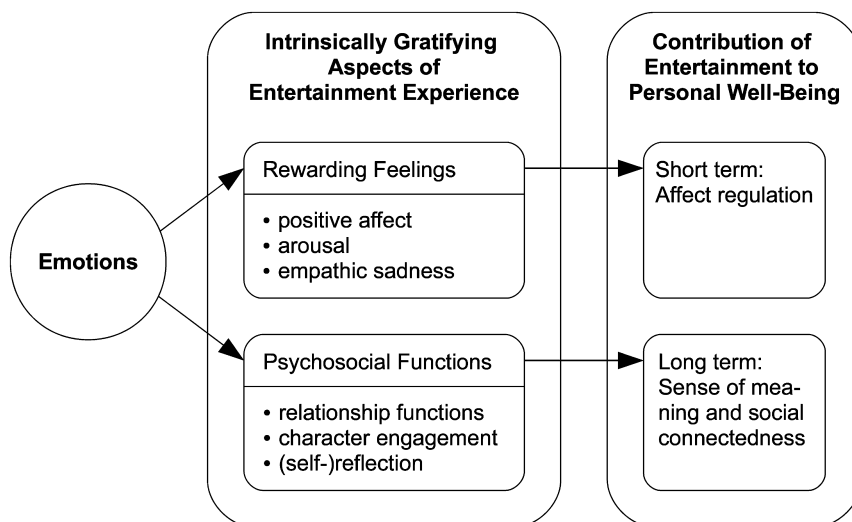 Intrinsically Gratifying
Aspects of
Entertainment Experience
Contribution of
Entertainment to
Personal Well-Being
Emotions
Rewarding Feelings
• positive affect
• arousal
• empathic sadness
Short term:
Affect regulation
Psychosocial Functions
• relationship functions
• character engagement
• (self-)reflection
Long term:
Sense of mea-
ning and social
connectedness